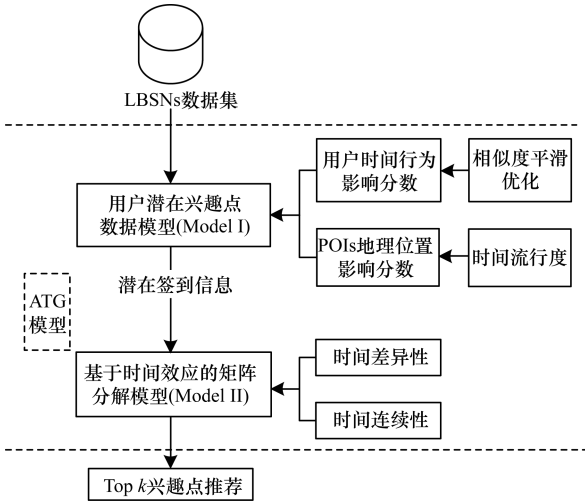 LBSNs数据集
用户时间行为
影响分数
相似度平滑
优化
用户潜在兴趣点
数据模型(Model I)
POIs地理位置
影响分数
时间流行度
潜在签到信息
ATG
模型
基于时间效应的矩阵
分解模型(Model II)
时间差异性
时间连续性
Top k兴趣点推荐